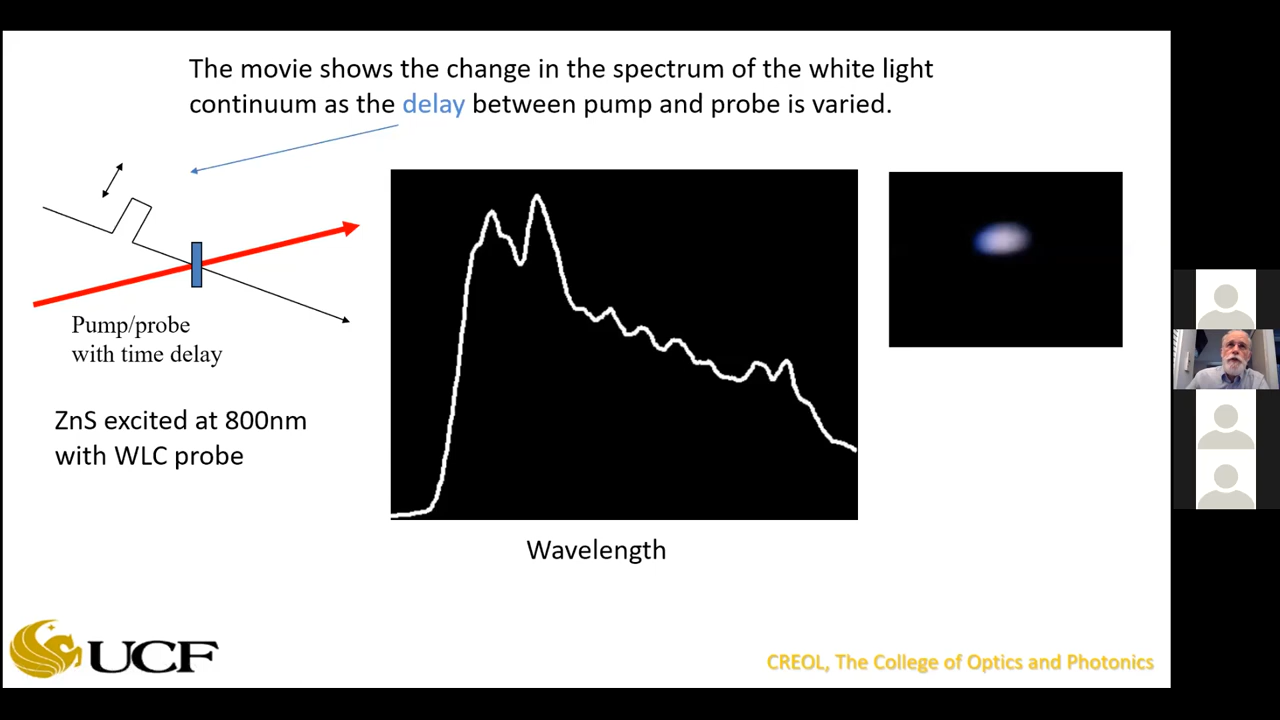 The movie shows the change in the spectrum of the white light
continuum as the delay between pump and probe is varied.
Pump/probe
with time delay
ZnS excited at 800nm
with WLC probe
Wavelength
UCF
CREOL, The College of Optics and Photonics